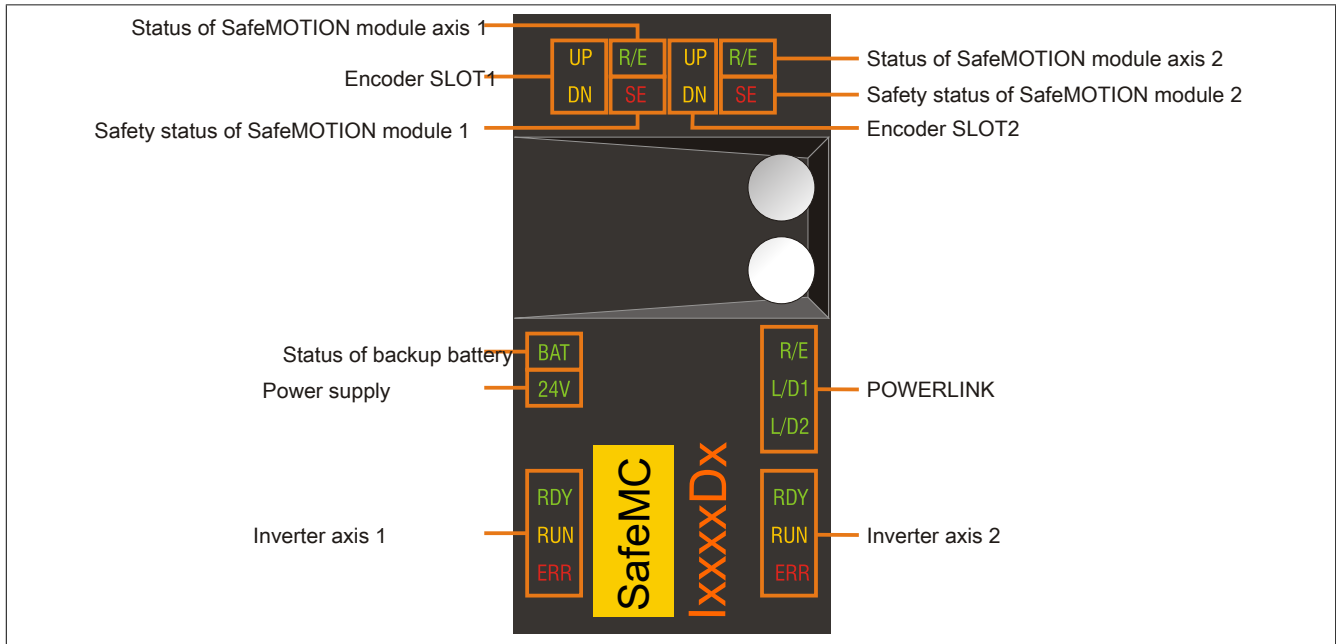 Status of SafeMOTION module axis 1
UP R/E UP R/E
Status of SafeMOTION module axis 2
Encoder SLOT1
DN SE DN SE
Safety status of SafeMOTION module 2
Safety status of SafeMOTION module 1
Encoder SLOT2
Status of backup battery
BAT
R/E
Power supply
24V
L/D1
POWERLINK
L/D2
RDY
RDY
Inverter axis 1
RUN
RUN
Inverter axis 2
ERR
ERR
SafeMC
IxxxxDx